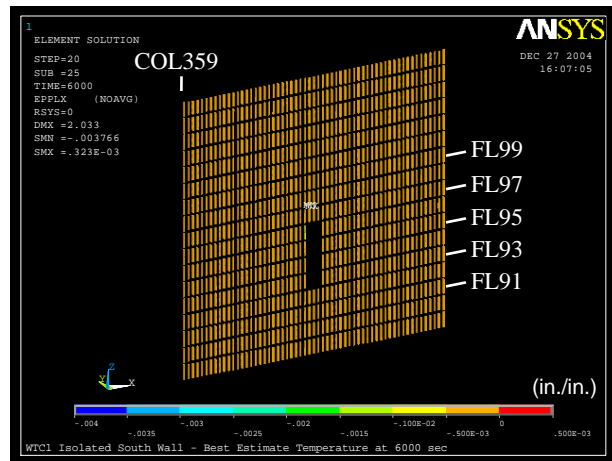 1
ANSYS
ELEMENT SOLUTION
DEC 27 2004
16:07:05
STEP=20
SUB =25
TIME=6000
EPPLX (NOAVG)
RSYS=0
DMX =2.033
SMN =-.003766
SMX =.323E-03
COL359
FL99
FL97
FL95
FL93
FL91
MX
Z
Y
X
(in./in.)
-.004 -.003 -.002 -.100E-02 0
-.0035 -.0025 -.0015 -.500E-03 .500E-03
WTC1 Isolated South Wall - Best Estimate Temperature at 6000 sec